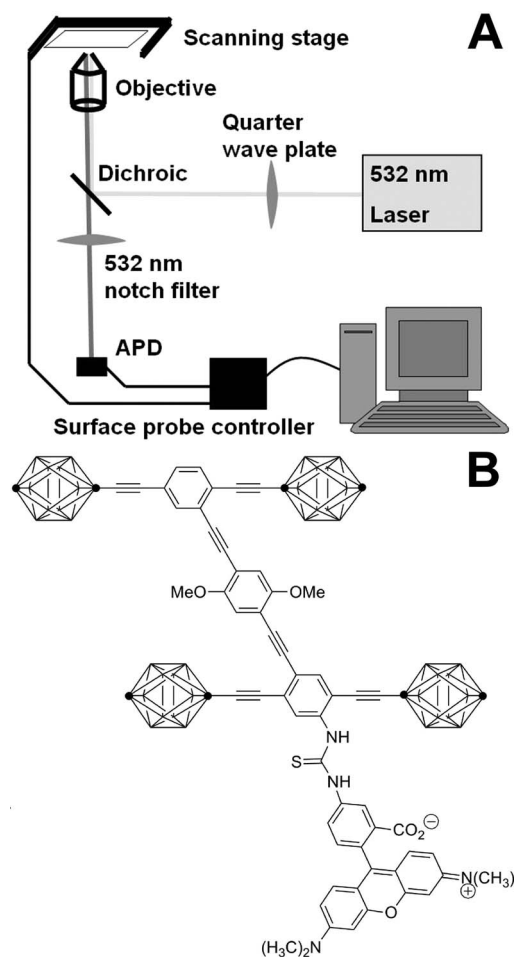 A
Scanning stage
Objective
Quarter
wave plate
Dichroic
532 nm
Laser
532 nm
notch filter
APD
Surface probe controller
B
MeO
OMe
NH
S
NH
CO₂⊖
N(CH₃)
⊕
O
(H₃C)₂N